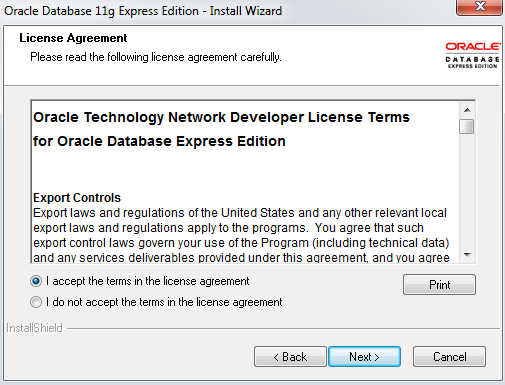 Oracle Database 11g Express Edition - Install Wizard
License Agreement
Please read the following license agreement carefully.
ORACLE
DATABASE
EXPRESS EDITION
Oracle Technology Network Developer License Terms
for Oracle Database Express Edition
Export Controls
Export laws and regulations of the United States and any other relevant local
export laws and regulations apply to the programs.  You agree that such
export control laws govern your use of the Program (including technical data)
and any services deliverables provided under this agreement, and you agree
I accept the terms in the license agreement
Print
I do not accept the terms in the license agreement
InstallShield
< Back
Next >
Cancel